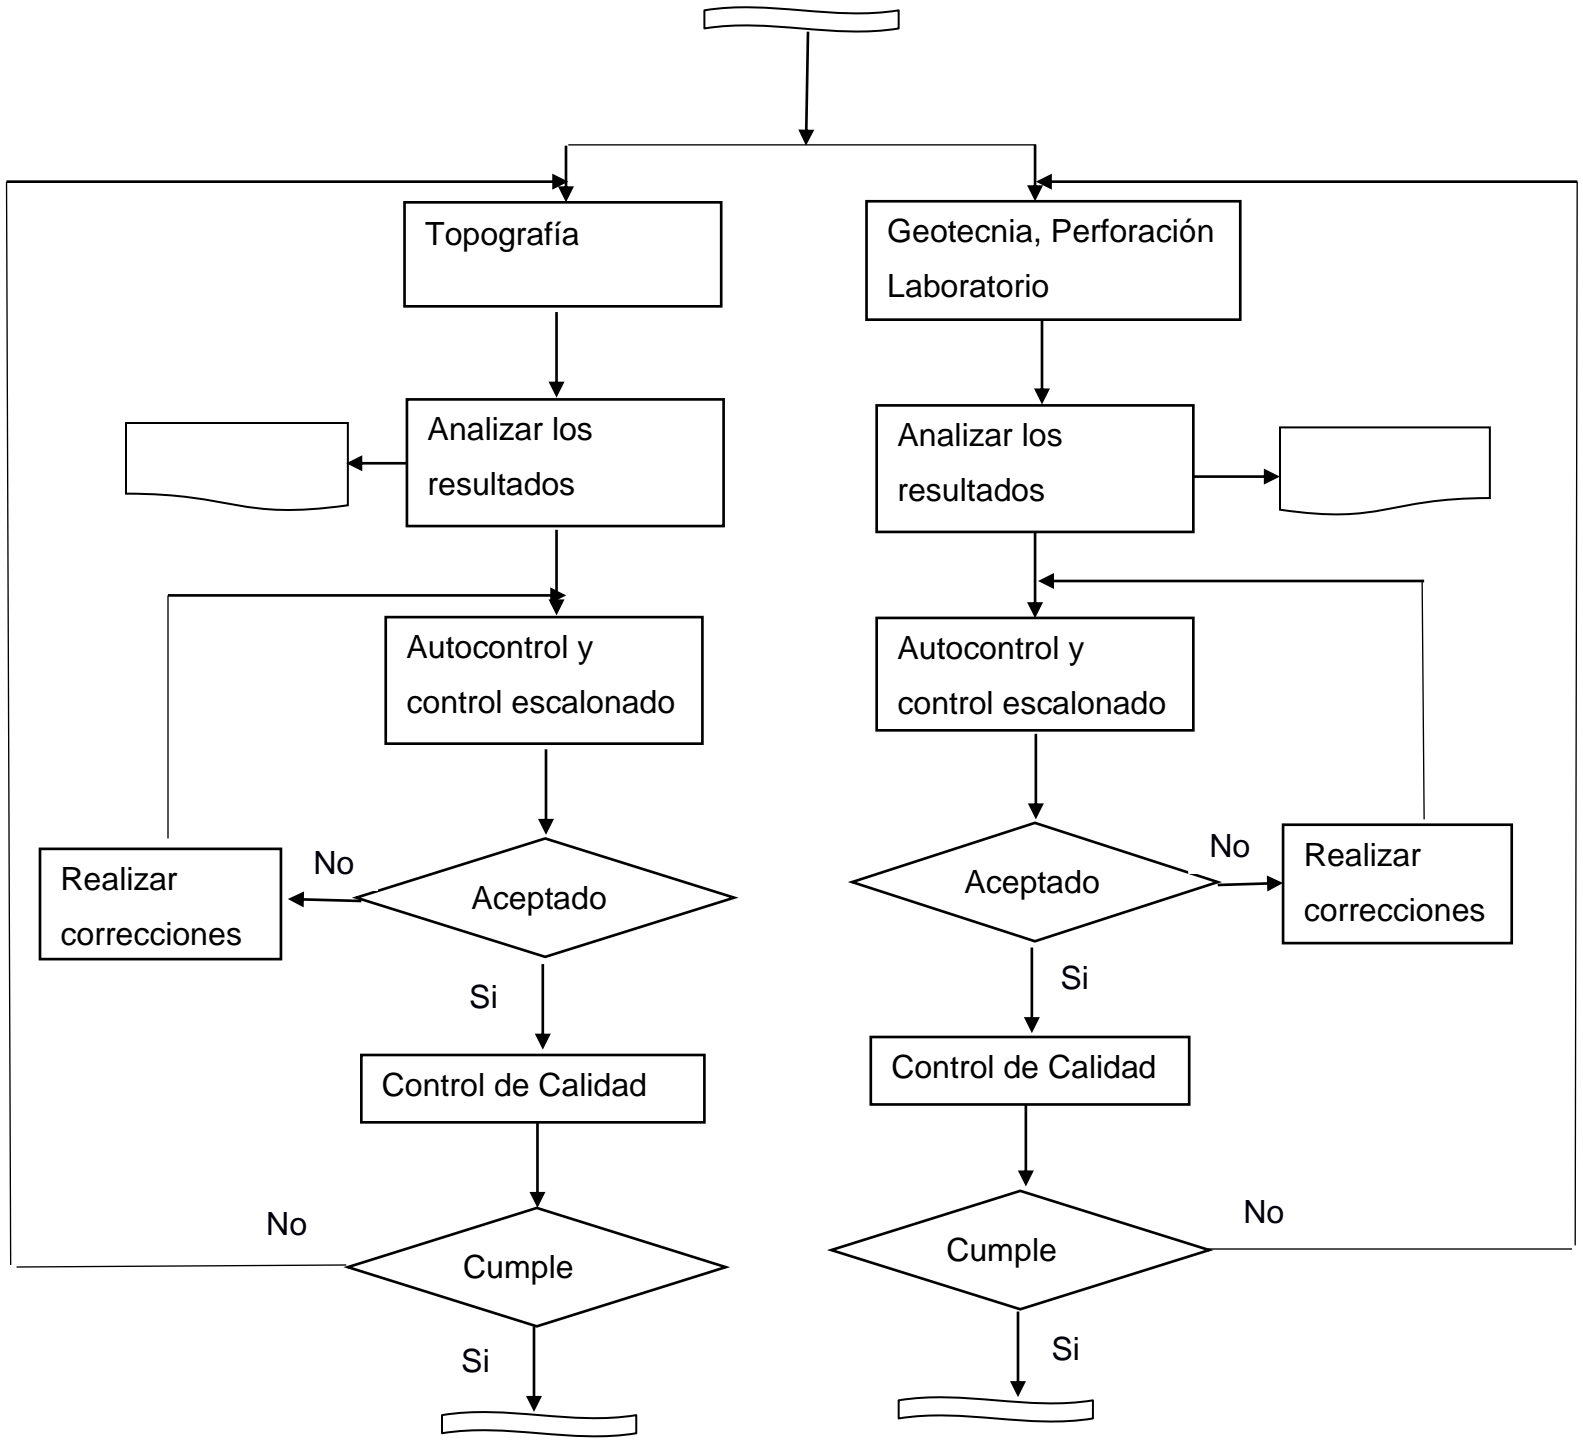 Topografía
Geotecnia, Perforación
Laboratorio
Analizar los
resultados
Analizar los
resultados
Autocontrol y
control escalonado
Autocontrol y
control escalonado
No
Realizar
correcciones
Aceptado
Aceptado
No
Realizar
correcciones
Si
Si
Control de Calidad
Control de Calidad
No
Cumple
Cumple
No
Si
Si